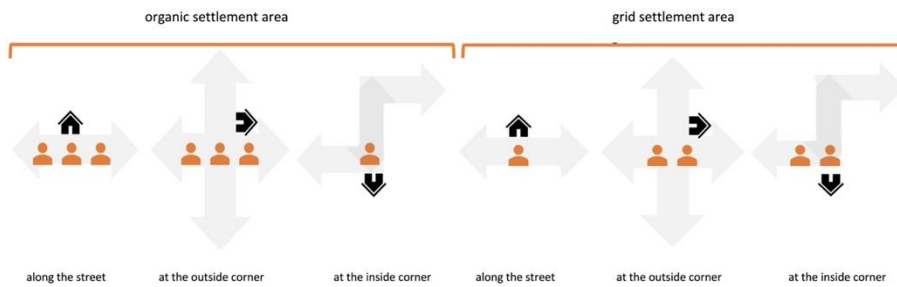 organic settlement area
grid settlement area
along the street
at the outside corner
at the inside corner
along the street
at the outside corner
at the inside corner